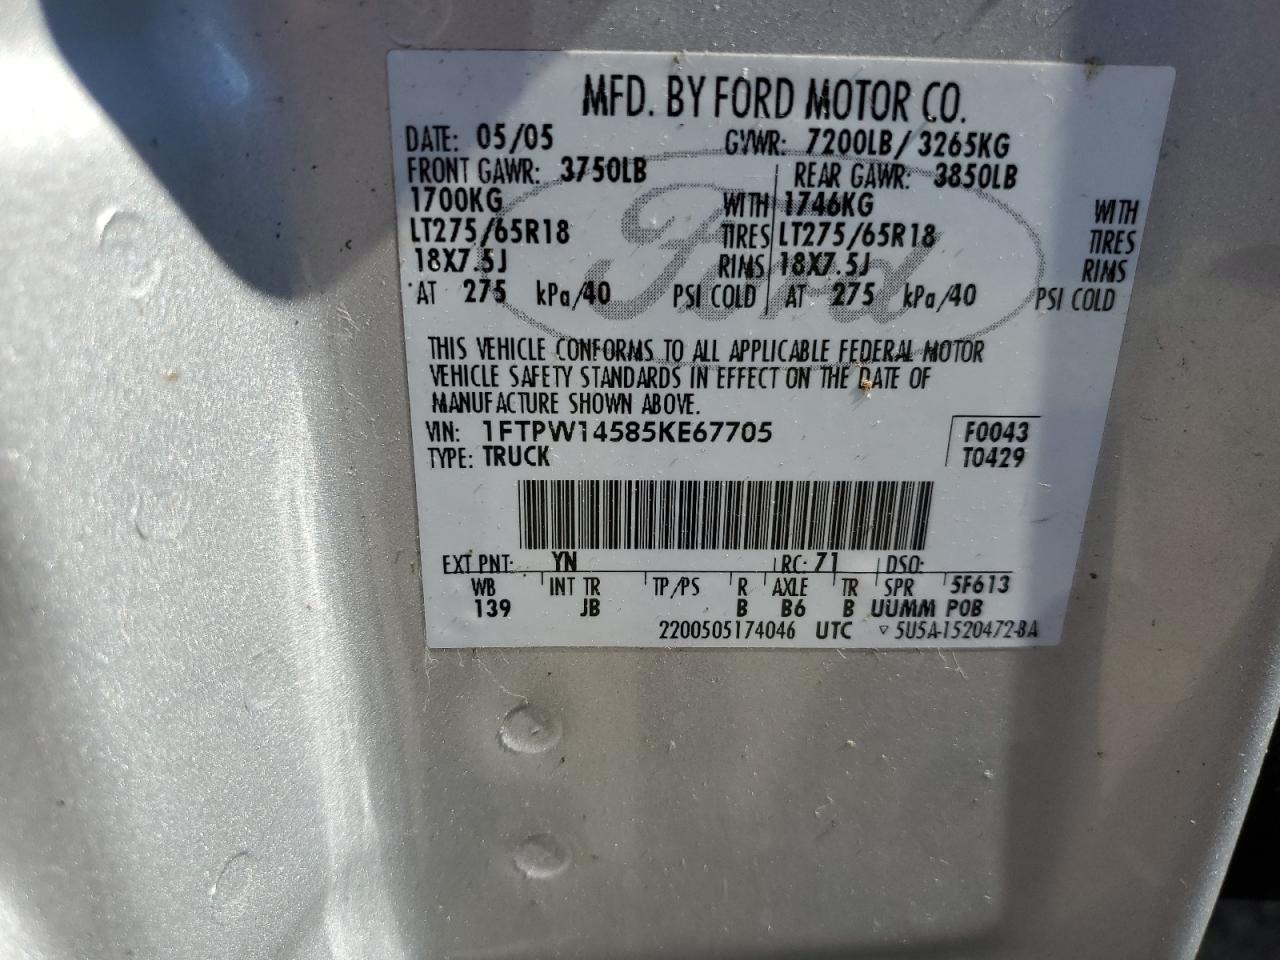 MFD. BY FORD MOTOR CO.
DATE: 05/05 GVWR: 7200LB/3265KG
FRONT GAWR: 3750LB REAR GAWR: 3850LB
1700KG WITH 1746KG WITH
LT275/65R18 TIRES LT275/65R18 TIRES
18X7.5J RIMS 18X7.5J RIMS
AT 275 kPa/40 PSI COLD AT 275 kPa/40 PSI COLD
Ford
THIS VEHICLE CONFORMS TO ALL APPLICABLE FEDERAL MOTOR
VEHICLE SAFETY STANDARDS IN EFFECT ON THE DATE OF
MANUFACTURE SHOWN ABOVE.
VIN: 1FTPW14585KE67705 F0043
TYPE: TRUCK T0429
EXT PNT: YN RC: 71 DSO:
WB INT TR TP/PS R AXLE TR SPR 5F613
139 JB B B6 B UUMM POB
2200505174046 UTC ▽ 5U5A-1520472-BA